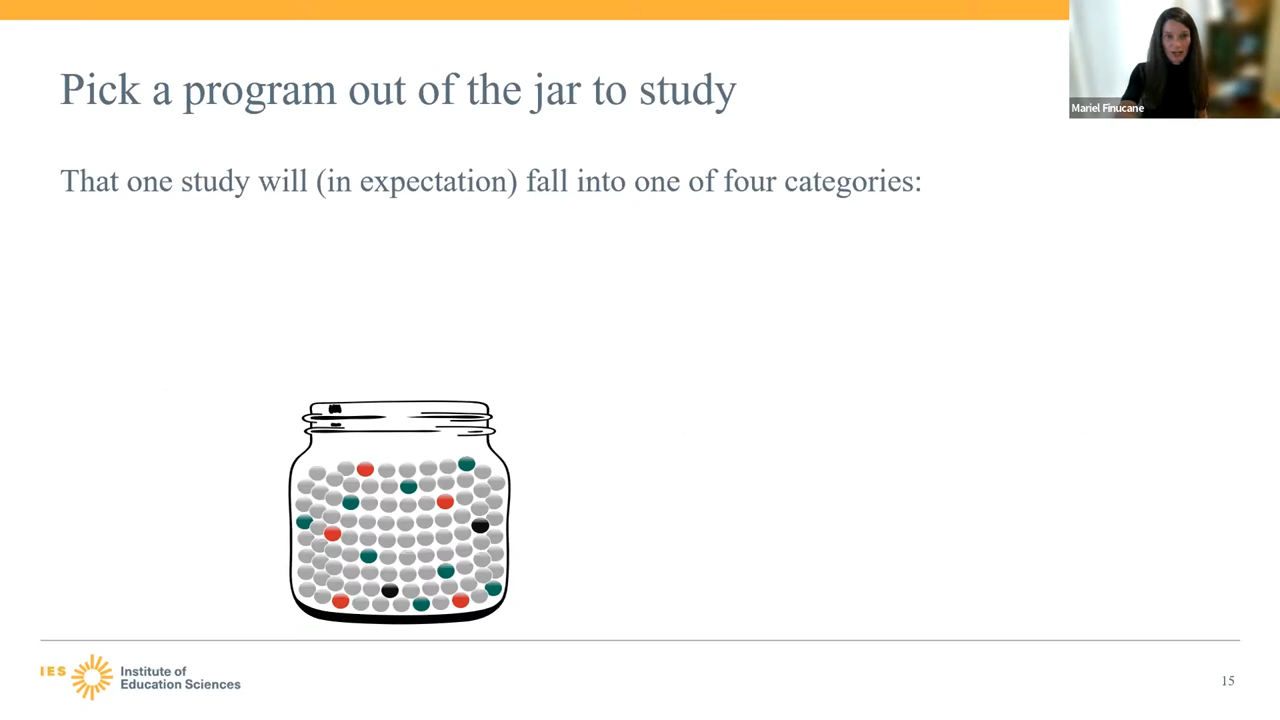 Pick a program out of the jar to study
Mariel Finucane
That one study will (in expectation) fall into one of four categories:
IES
Institute of
Education Sciences
15